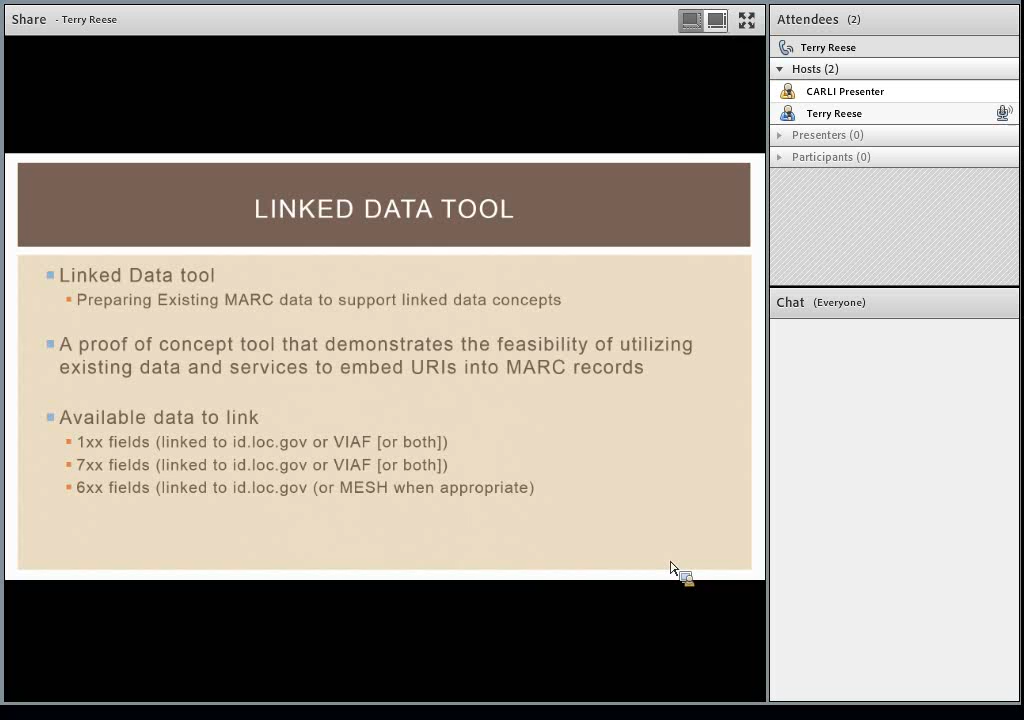 Share - Terry Reese
LINKED DATA TOOL
Linked Data tool
Preparing Existing MARC data to support linked data concepts
A proof of concept tool that demonstrates the feasibility of utilizing
existing data and services to embed URIs into MARC records
Available data to link
1xx fields (linked to id.loc.gov or VIAF [or both])
7xx fields (linked to id.loc.gov or VIAF [or both])
6xx fields (linked to id.loc.gov (or MESH when appropriate)
Attendees (2)
Terry Reese
Hosts (2)
CARLI Presenter
Terry Reese
Presenters (0)
Participants (0)
Chat (Everyone)